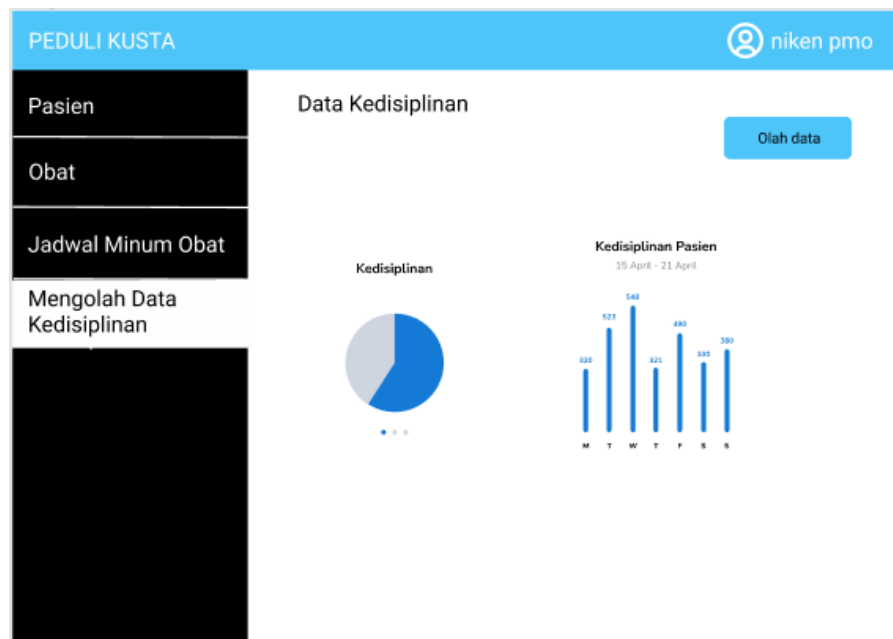 PEDULI KUSTA
niken pmo
Pasien
Obat
Jadwal Minum Obat
Mengolah Data
Kedisiplinan
Data Kedisiplinan
Olah data
Kedisiplinan
Kedisiplinan Pasien
15 April - 21 April
320 523 548 321 490 330 380
M T W T F S S